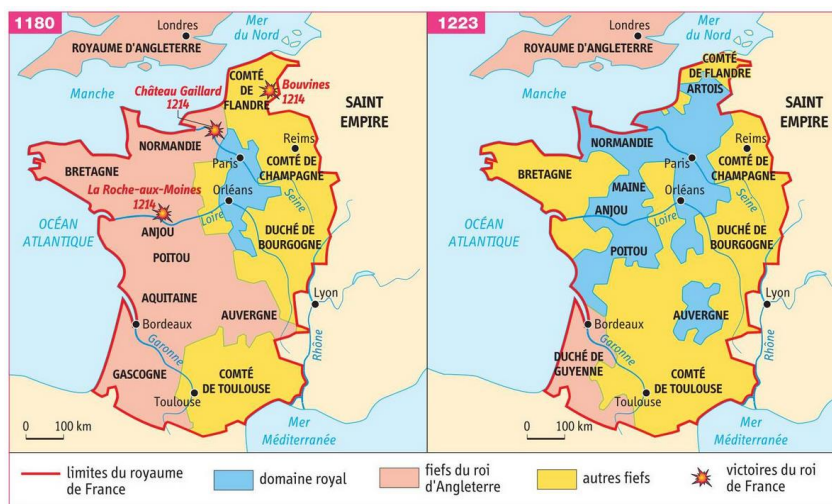 1180
Londres
ROYAUME D'ANGLETERRE
Mer
du Nord
Manche
Château Gaillard
1214
COMTÉ
DE
FLANDRE
Bouvines
1214
SAINT
EMPIRE
NORMANDIE
Reims
Paris
COMTÉ DE
CHAMPAGNE
BRETAGNE
La Roche-aux-Moines
1214
Orléans
Seine
Loire
OCÉAN
ATLANTIQUE
ANJOU
DUCHÉ DE
BOURGOGNE
POITOU
AQUITAINE
Lyon
AUVERGNE
Bordeaux
Garonne
Rhône
GASCOGNE
COMTÉ
DE TOULOUSE
Toulouse
0 100 km
Mer
Méditerranée
1223
Londres
ROYAUME D'ANGLETERRE
Mer
du Nord
Manche
COMTÉ
DE FLANDRE
ARTOIS
SAINT
EMPIRE
NORMANDIE
Reims
Paris
COMTÉ DE
CHAMPAGNE
BRETAGNE
MAINE
Orléans
Seine
ANJOU
Loire
OCÉAN
ATLANTIQUE
DUCHÉ DE
BOURGOGNE
POITOU
Lyon
AUVERGNE
Bordeaux
Garonne
Rhône
DUCHÉ DE
GUYENNE
COMTÉ
DE TOULOUSE
Toulouse
0 100 km
Mer
Méditerranée
limites du royaume
de France
domaine royal
fiefs du roi
d'Angleterre
autres fiefs
victoires du roi
de France